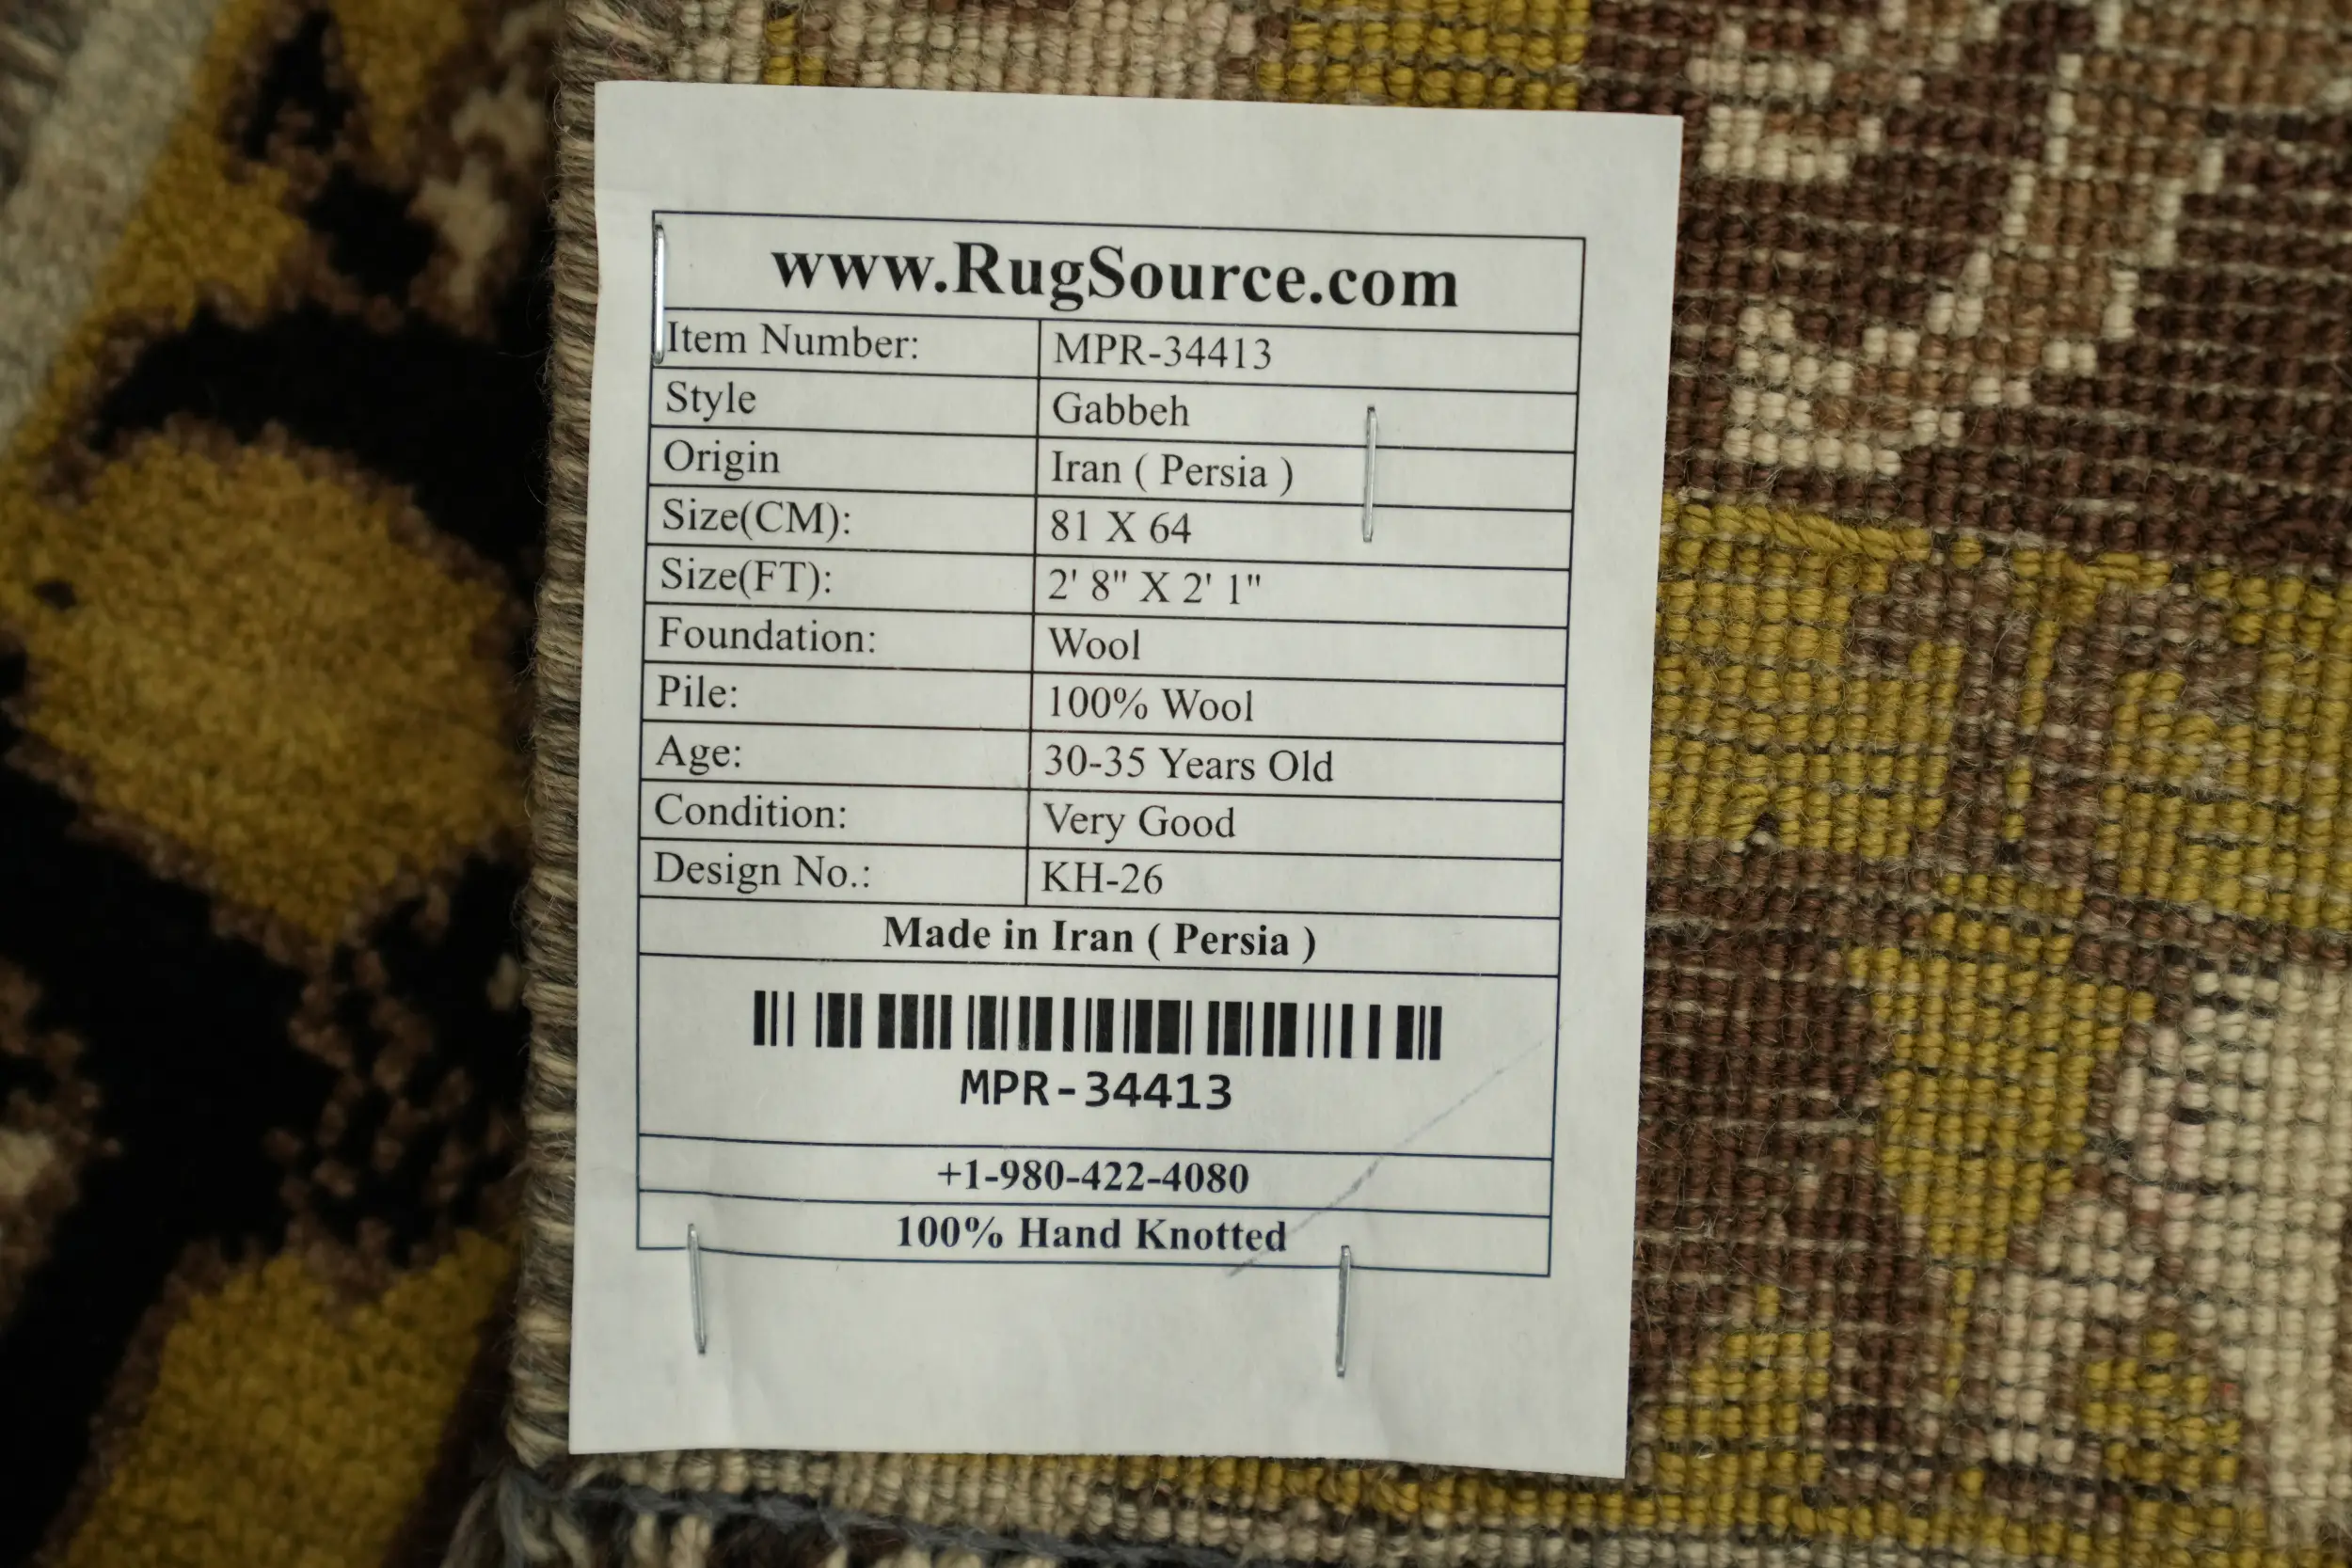 www.RugSource.com
Item Number: MPR-34413
Style Gabbeh
Origin Iran ( Persia )
Size(CM): 81 X 64
Size(FT): 2' 8" X 2' 1"
Foundation: Wool
Pile: 100% Wool
Age: 30-35 Years Old
Condition: Very Good
Design No.: KH-26
Made in Iran ( Persia )
MPR-34413
+1-980-422-4080
100% Hand Knotted